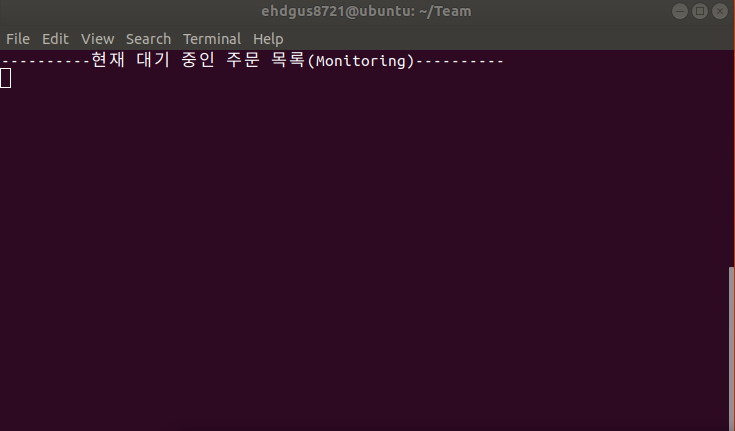 ehdgus8721@ubuntu: ~/Team
File Edit View Search Terminal Help
----------현재 대기 중인 주문 목록(Monitoring)----------